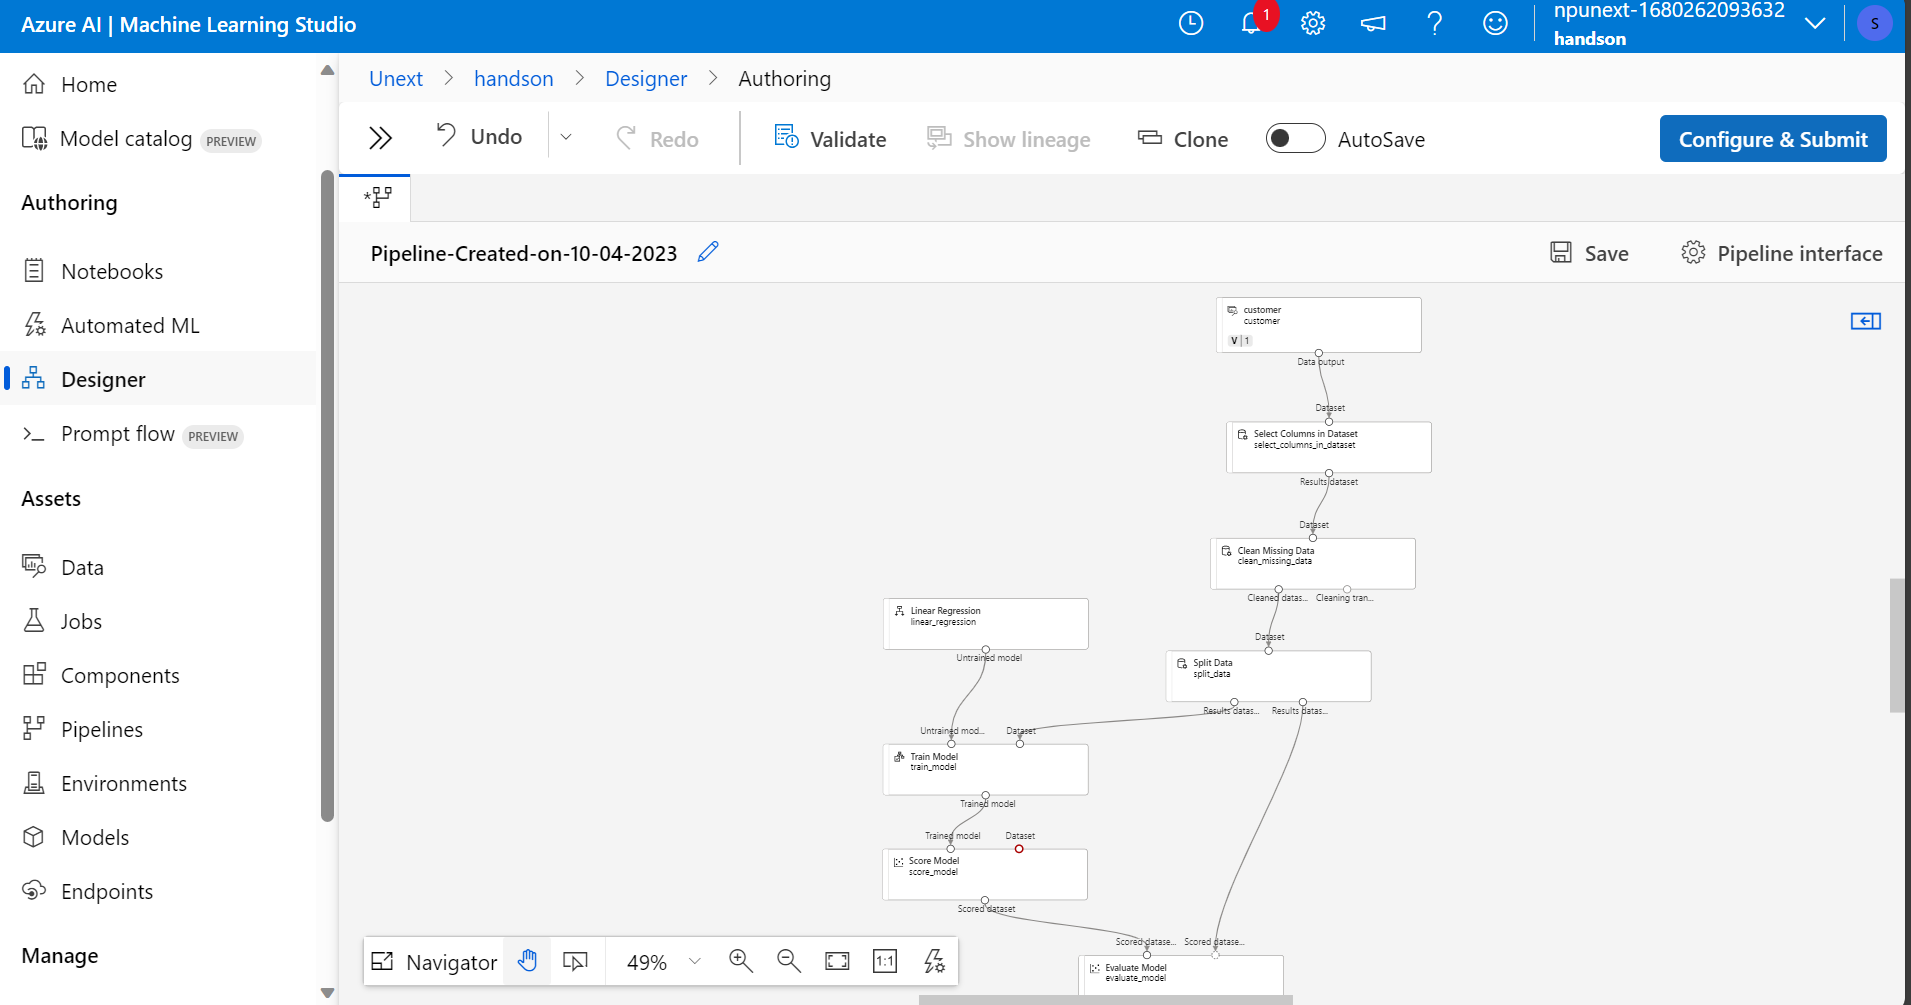 Azure AI | Machine Learning Studio
1
npunext-1680262093632
handson
S
Home
Model catalog PREVIEW
Authoring
Notebooks
Automated ML
Designer
Prompt flow PREVIEW
Assets
Data
Jobs
Components
Pipelines
Environments
Models
Endpoints
Manage
Unext > handson > Designer > Authoring
Undo
Redo
Validate
Show lineage
Clone
AutoSave
Configure & Submit
Pipeline-Created-on-10-04-2023
Save
Pipeline interface
customer
customer
V | 1
Data output
Dataset
Select Columns in Dataset
select_columns_in_dataset
Results dataset
Dataset
Clean Missing Data
clean_missing_data
Cleaned datas... Cleaning tran...
Linear Regression
linear_regression
Untrained model
Dataset
Split Data
split_data
Results datas... Results datas...
Untrained mod... Dataset
Train Model
train_model
Trained model
Trained model Dataset
Score Model
score_model
Scored dataset
Scored datase... Scored datase...
Evaluate Model
evaluate_model
Navigator
49%
1:1